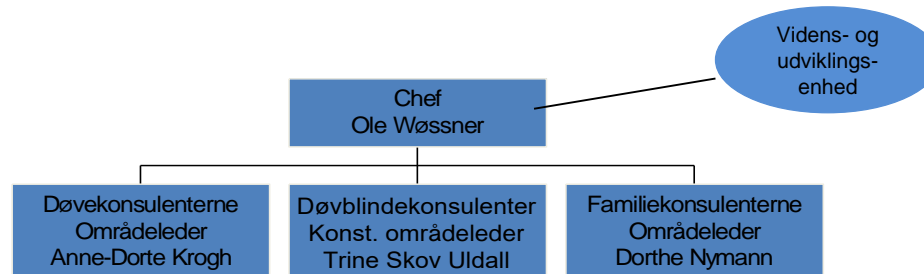 Videns- og
udviklings-
enhed
Chef
Ole Wøssner
Døvekonsulenterne
Områdeleder
Anne-Dorte Krogh
Døvblindekonsulenter
Konst. områdeleder
Trine Skov Uldall
Familiekonsulenterne
Områdeleder
Dorthe Nymann